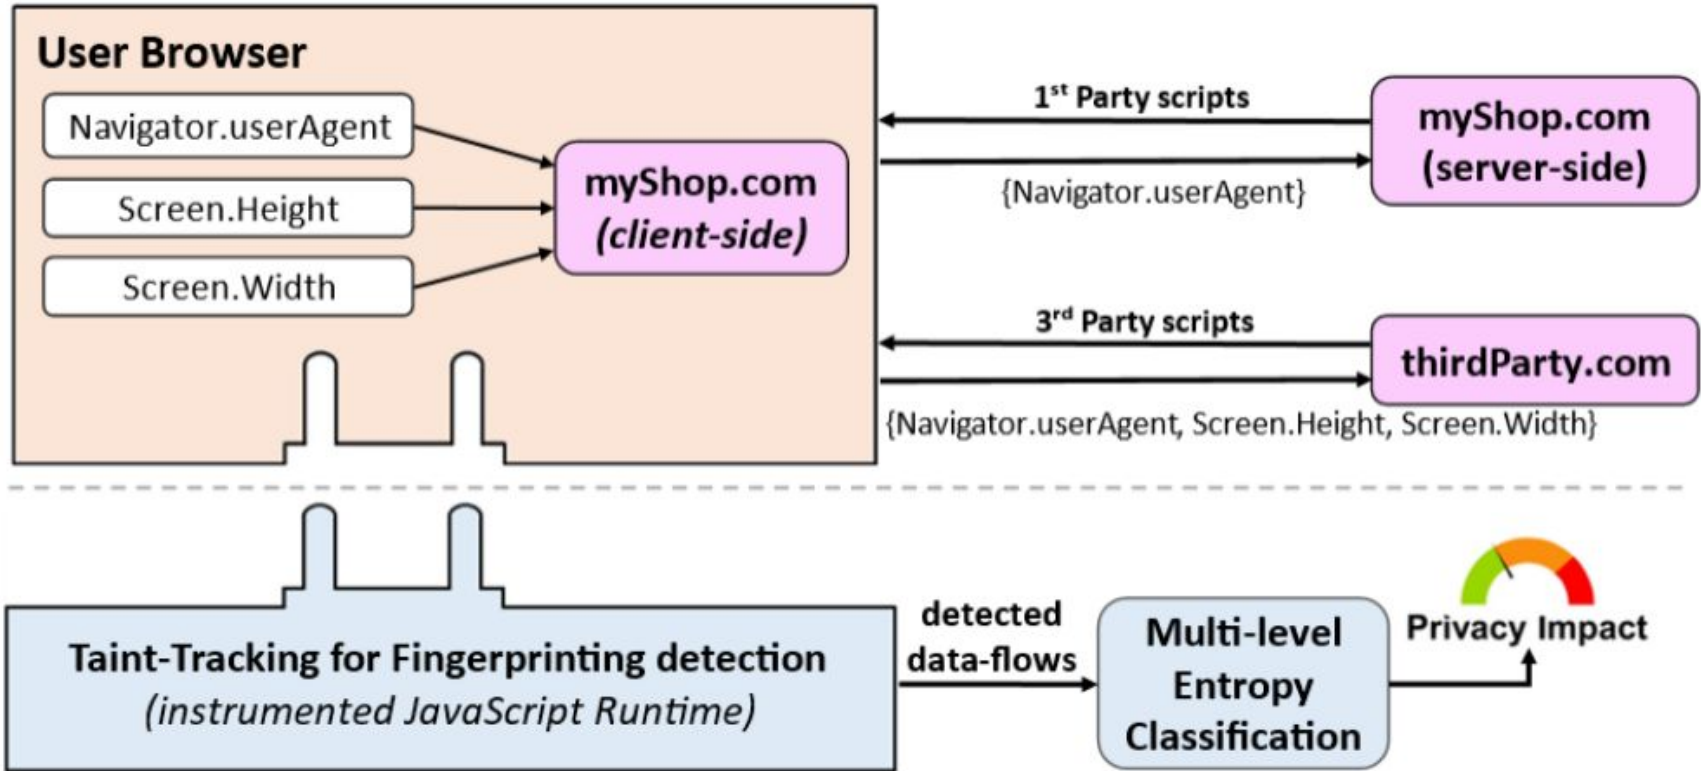 User Browser
Navigator.userAgent
Screen.Height
Screen.Width
myShop.com
(client-side)
1st Party scripts
{Navigator.userAgent}
myShop.com
(server-side)
3rd Party scripts
{Navigator.userAgent, Screen.Height, Screen.Width}
thirdParty.com
Taint-Tracking for Fingerprinting detection
(instrumented JavaScript Runtime)
detected
data-flows
Multi-level
Entropy
Classification
Privacy Impact